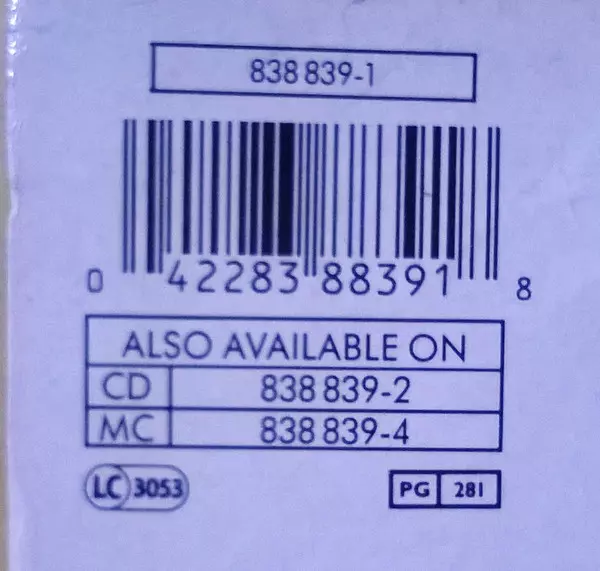 838 839-1
0 42283 88391 8
ALSO AVAILABLE ON
CD 838 839-2
MC 838 839-4
LC 3053 PG 281